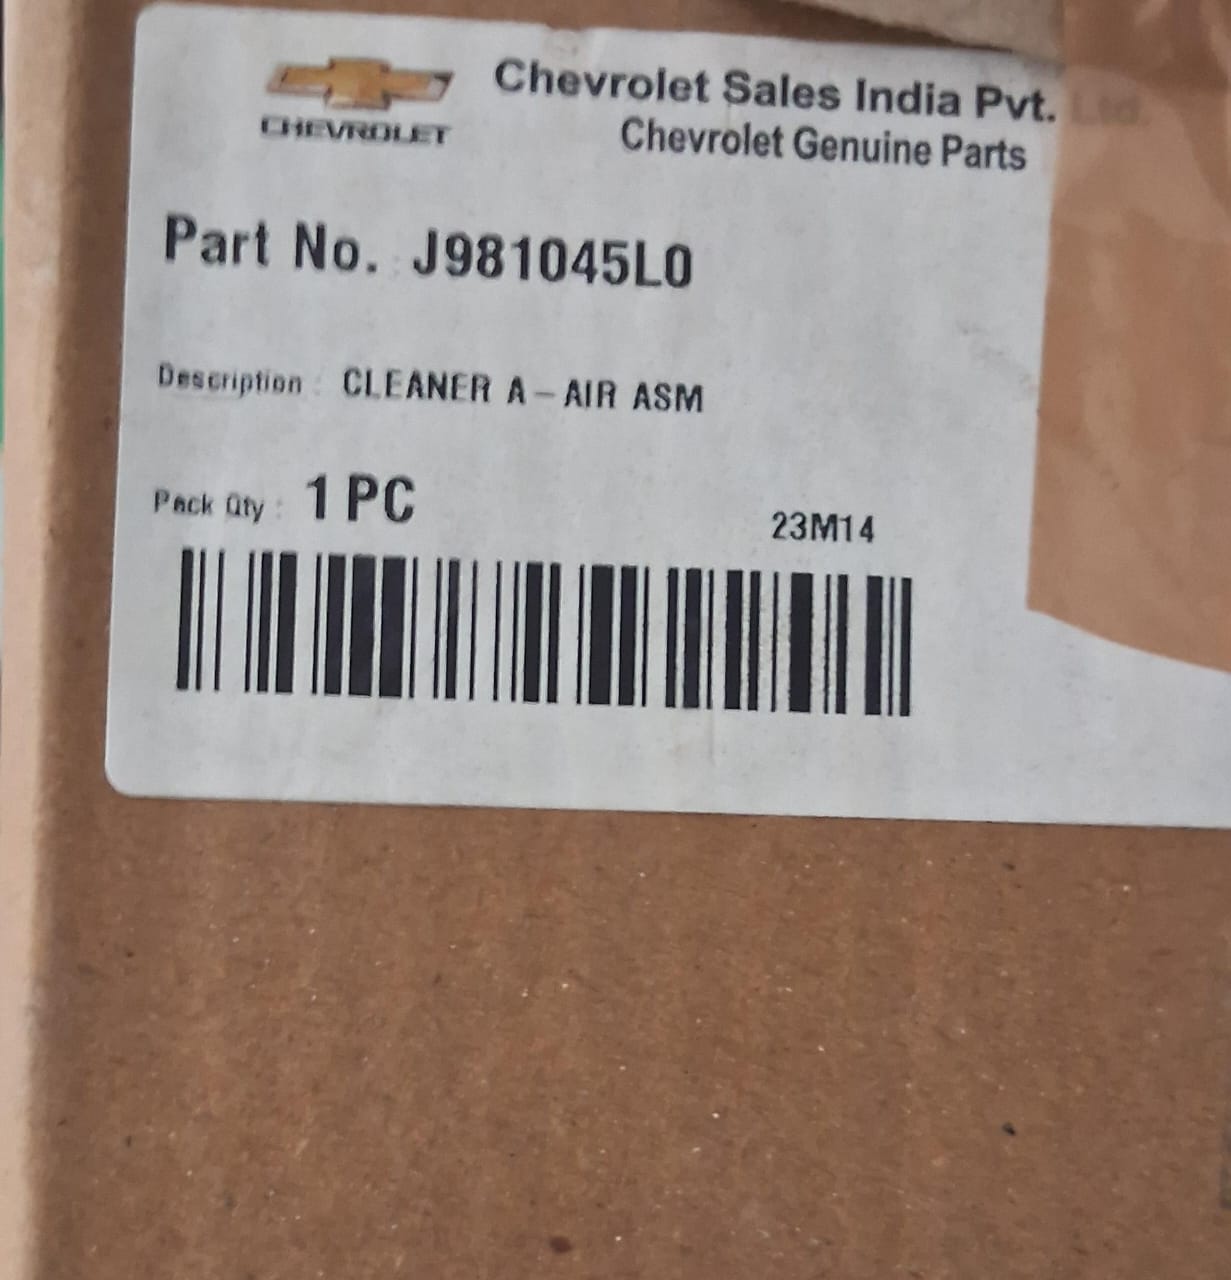 CHEVROLET
Chevrolet Sales India Pvt. Ltd.
Chevrolet Genuine Parts
Part No. J981045L0
Description : CLEANER A - AIR ASM
Pack Qty : 1 PC
23M14